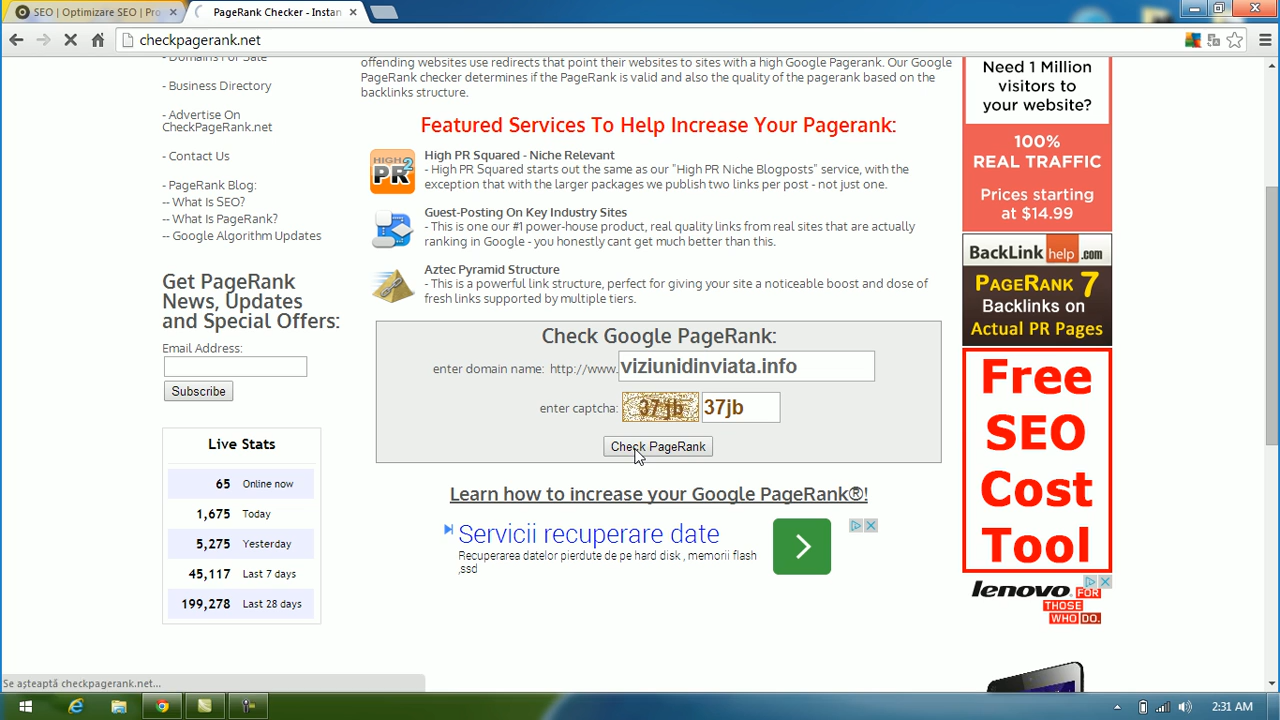 SEO | Optimizare SEO | Pro
PageRank Checker - Instan
checkpagerank.net
- Domains For Sale
- Business Directory
- Advertise On
CheckPageRank.net
- Contact Us
- PageRank Blog:
-- What Is SEO?
-- What Is PageRank?
-- Google Algorithm Updates
Get PageRank
News, Updates
and Special Offers:
Email Address:
Subscribe
Live Stats
65 Online now
1,675 Today
5,275 Yesterday
45,117 Last 7 days
199,278 Last 28 days
offending websites use redirects that point their websites to sites with a high Google Pagerank. Our Google
PageRank checker determines if the PageRank is valid and also the quality of the pagerank based on the
backlinks structure.
Featured Services To Help Increase Your Pagerank:
HIGH PR2
High PR Squared - Niche Relevant
- High PR Squared starts out the same as our "High PR Niche Blogposts" service, with the
exception that with the larger packages we publish two links per post - not just one.
Guest-Posting On Key Industry Sites
- This is one our #1 power-house product, real quality links from real sites that are actually
ranking in Google - you honestly cant get much better than this.
Aztec Pyramid Structure
- This is a powerful link structure, perfect for giving your site a noticeable boost and dose of
fresh links supported by multiple tiers.
Check Google PageRank:
enter domain name: http://www. viziunidinviata.info
enter captcha: 37jb 37jb
Check PageRank
Learn how to increase your Google PageRank®!
Servicii recuperare date
Recuperarea datelor pierdute de pe hard disk , memorii flash
,ssd
Need 1 Million
visitors to
your website?
100%
REAL TRAFFIC
Prices starting
at $14.99
BackLink help .com
PAGERANK 7
Backlinks on
Actual PR Pages
Free
SEO
Cost
Tool
lenovo FOR
THOSE
WHO DO.
Se așteaptă checkpagerank.net...
2:31 AM